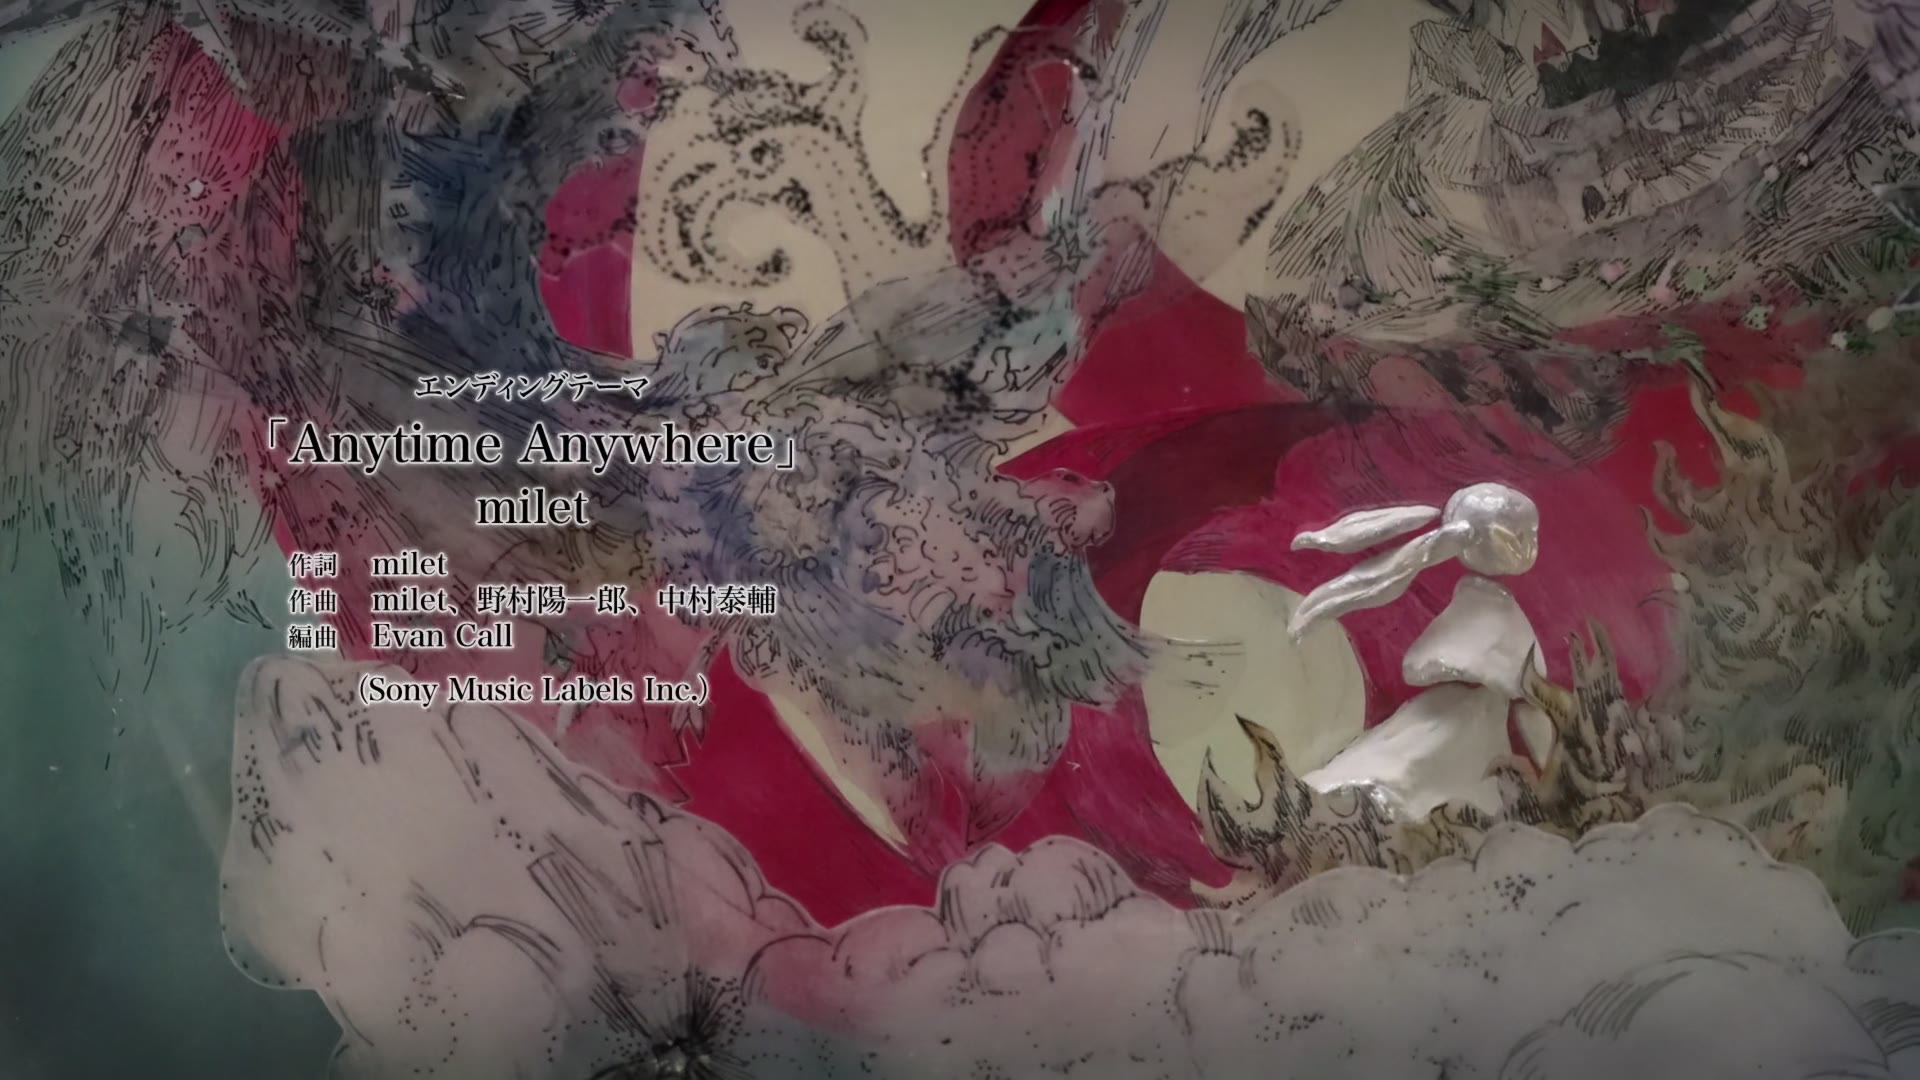 エンディングテーマ
「Anytime Anywhere」
milet
作詞 milet
作曲 milet、野村陽一郎、中村泰輔
編曲 Evan Call
(Sony Music Labels Inc.)